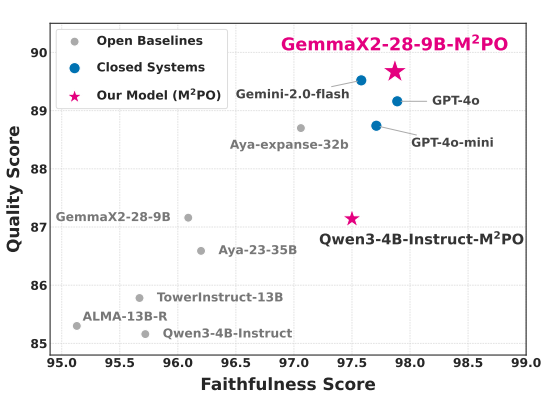 Open Baselines
Closed Systems
Our Model (M²PO)
GemmaX2-28-9B-M²PO
Gemini-2.0-flash
GPT-4o
GPT-4o-mini
Aya-expanse-32b
GemmaX2-28-9B
Qwen3-4B-Instruct-M²PO
Aya-23-35B
TowerInstruct-13B
ALMA-13B-R
Qwen3-4B-Instruct
Quality Score
90
89
88
87
86
85
95.0 95.5 96.0 96.5 97.0 97.5 98.0 98.5 99.0
Faithfulness Score